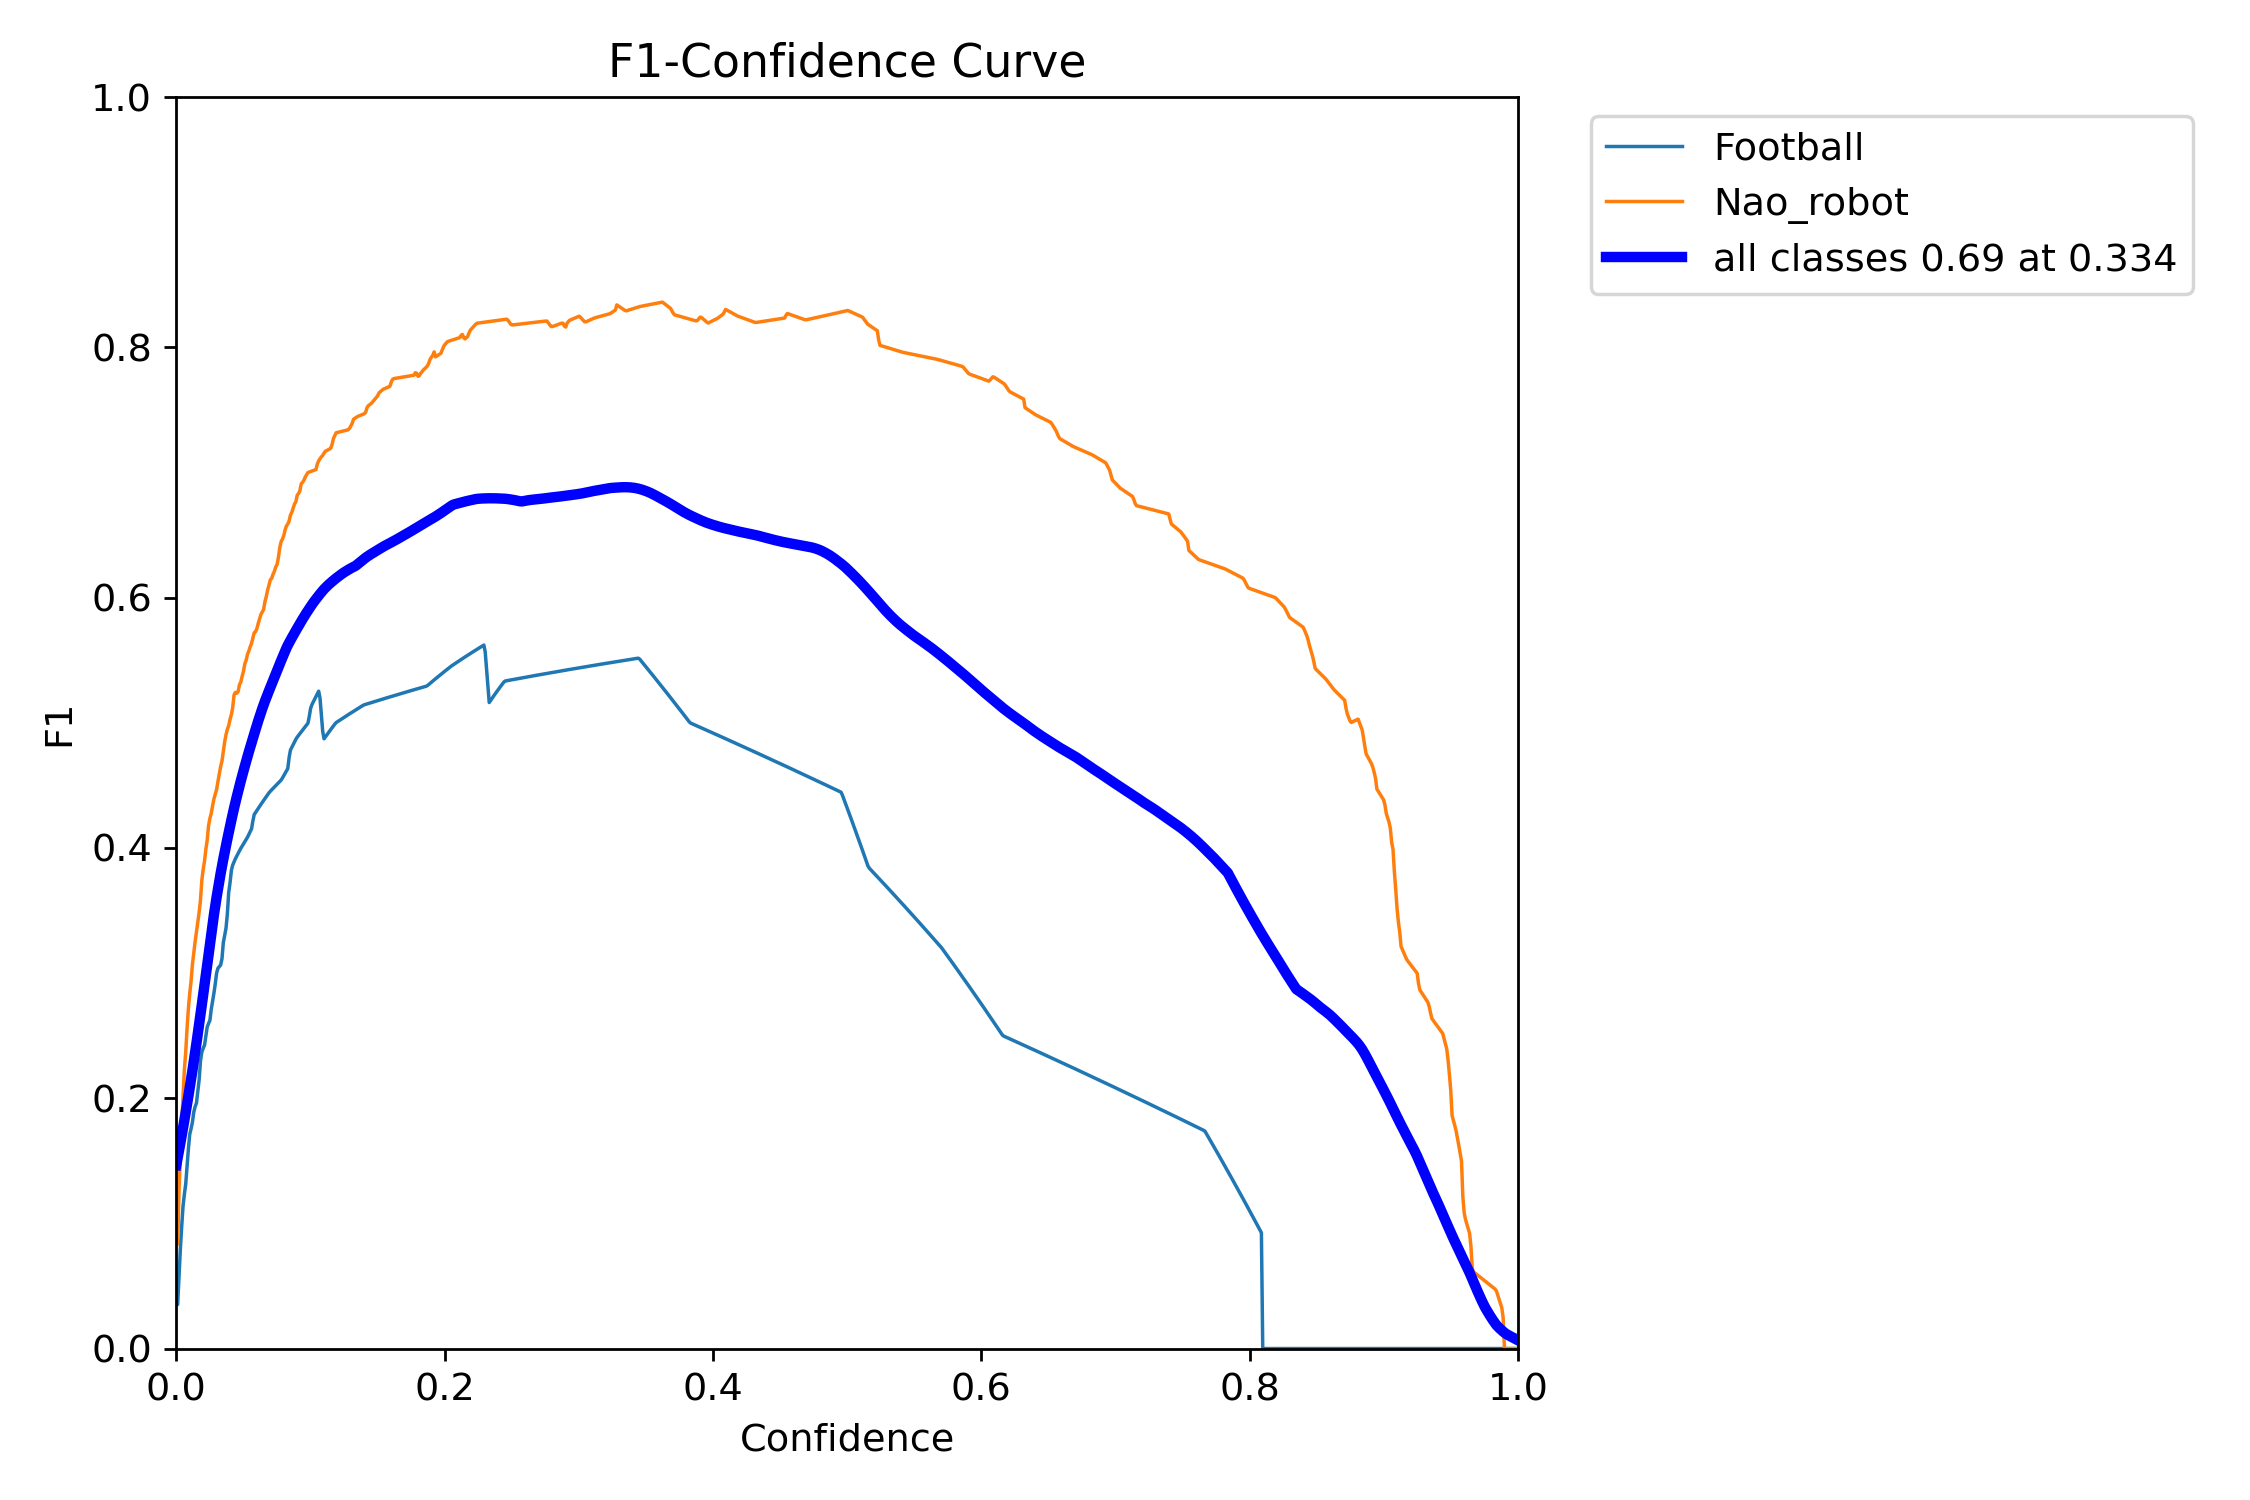 F1-Confidence Curve
1.0
0.8
0.6
0.4
0.2
0.0
F1
0.0 0.2 0.4 0.6 0.8 1.0
Confidence
Football
Nao_robot
all classes 0.69 at 0.334